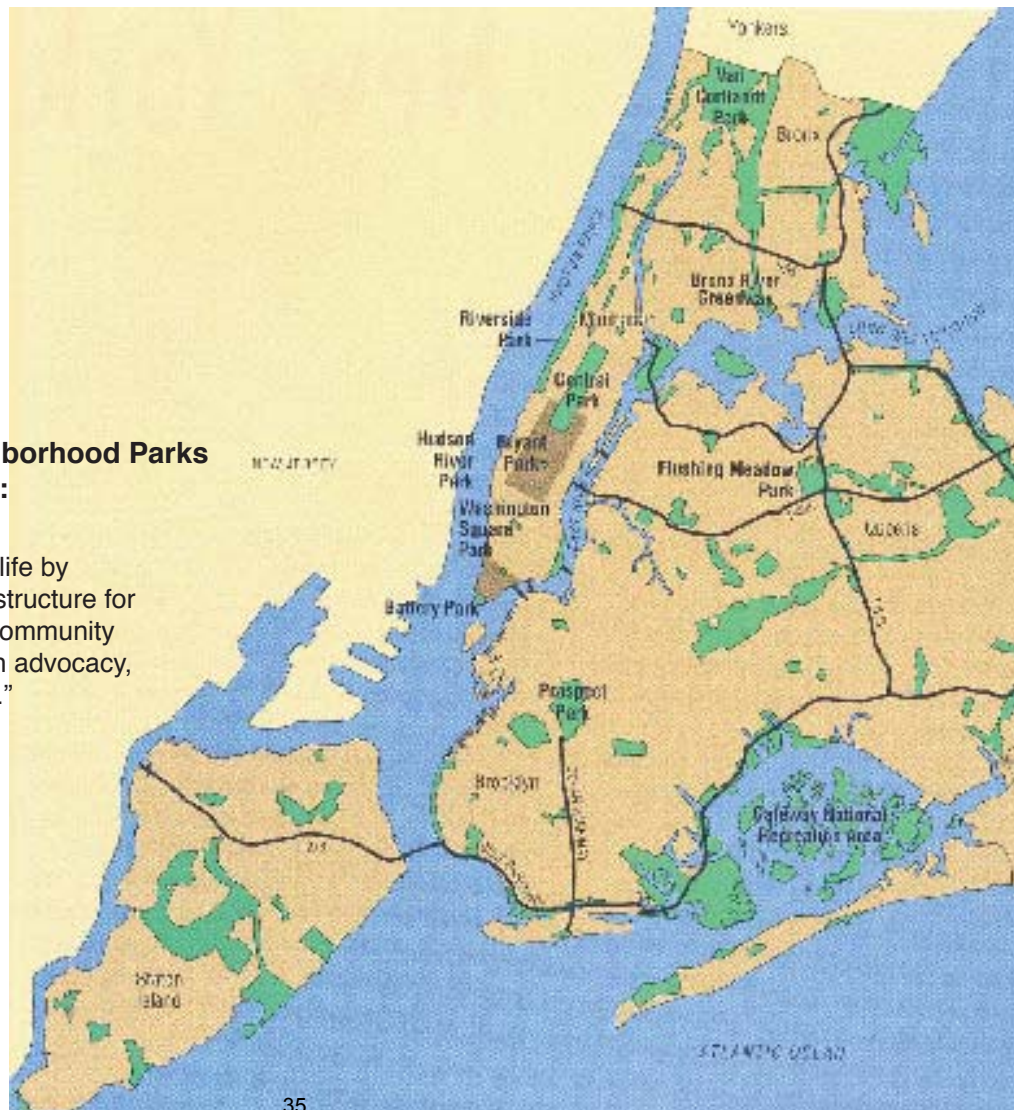 Yonkers
Van
Cortlandt
Park
Bronx
Bronx River
Greenway
Riverside
Park
Central
Park
borhood Parks
:
Hudson
River
Park
Bryant
Park
NEW JERSEY
Flushing Meadow
Park
Queens
Washington
Square
Park
life by
structure for
ommunity
n advocacy,
.”
Battery Park
Prospect
Park
Brooklyn
Gateway National
Recreation Area
Staten
Island
ATLANTIC OCEAN
35